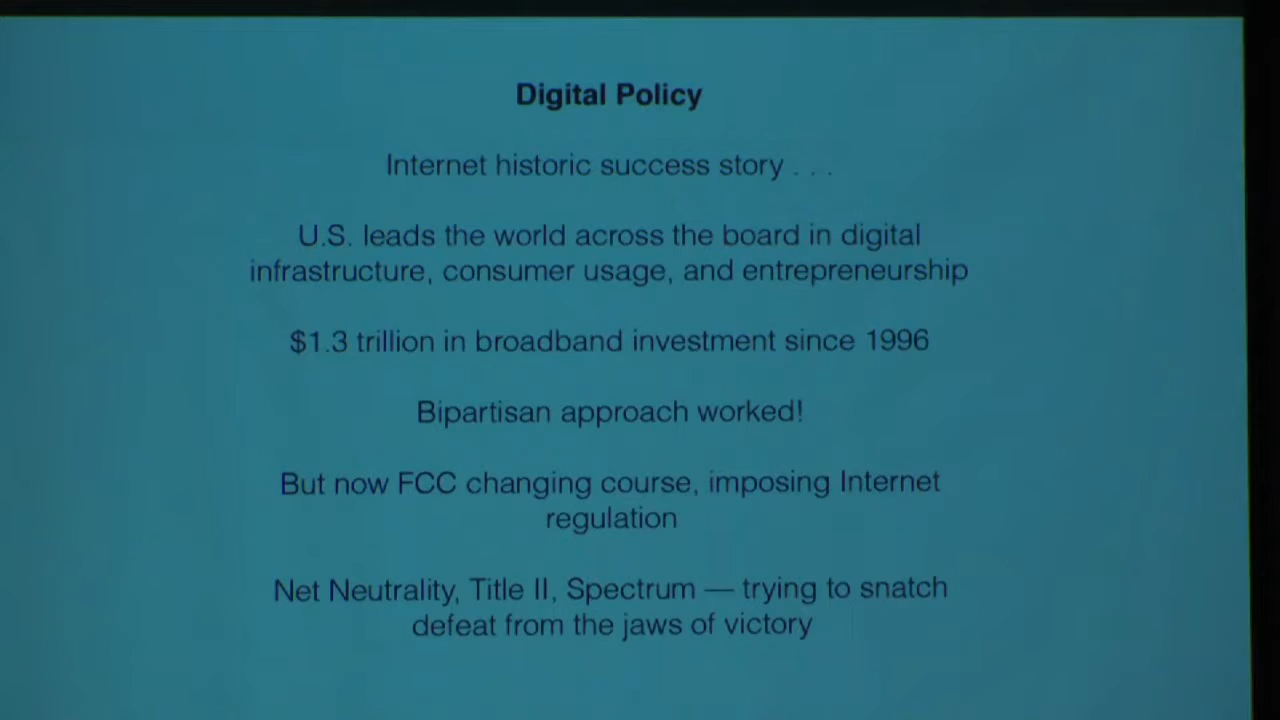 Digital Policy
Internet historic success story . . .
U.S. leads the world across the board in digital
infrastructure, consumer usage, and entrepreneurship
$1.3 trillion in broadband investment since 1996
Bipartisan approach worked!
But now FCC changing course, imposing Internet
regulation
Net Neutrality, Title II, Spectrum — trying to snatch
defeat from the jaws of victory